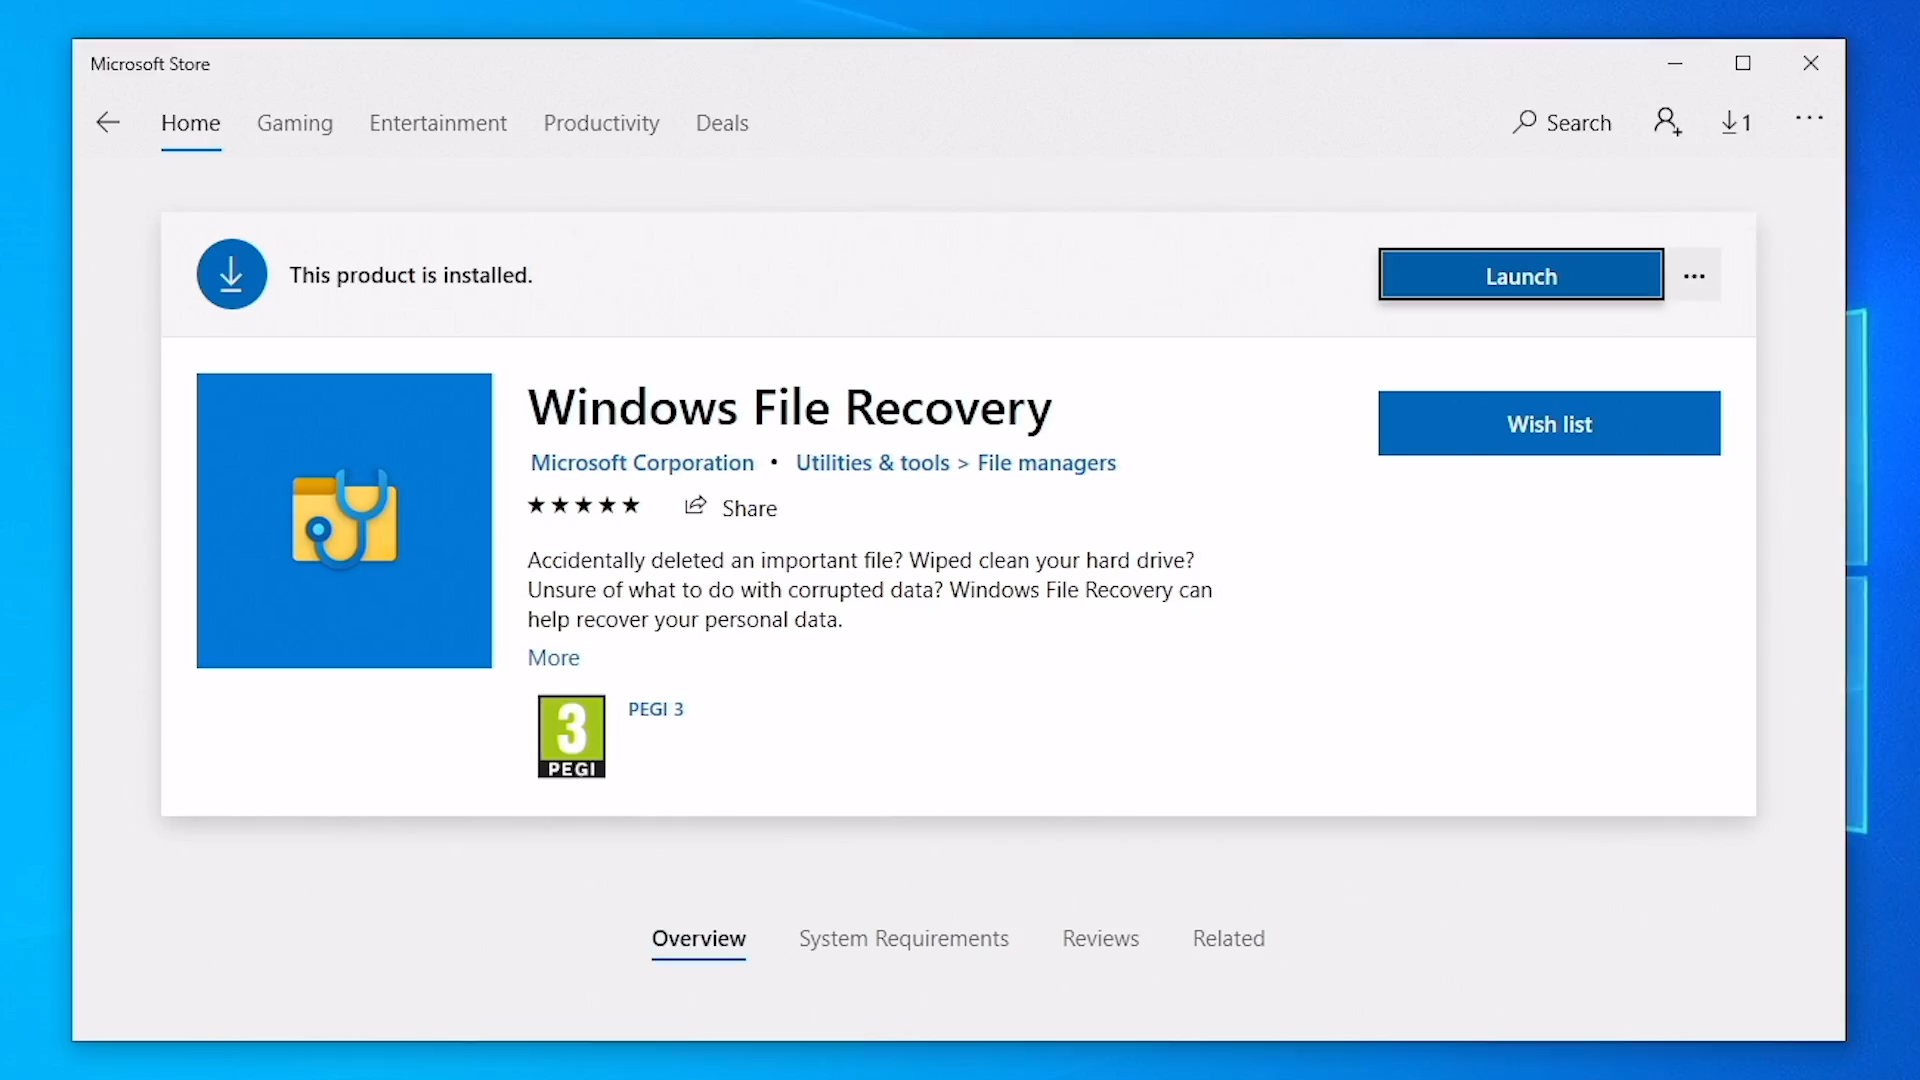 Microsoft Store
Home Gaming Entertainment Productivity Deals Search 1
This product is installed. Launch
Windows File Recovery
Wish list
Microsoft Corporation • Utilities & tools > File managers
Share
Accidentally deleted an important file? Wiped clean your hard drive?
Unsure of what to do with corrupted data? Windows File Recovery can
help recover your personal data.
More
3
PEGI
PEGI 3
Overview System Requirements Reviews Related